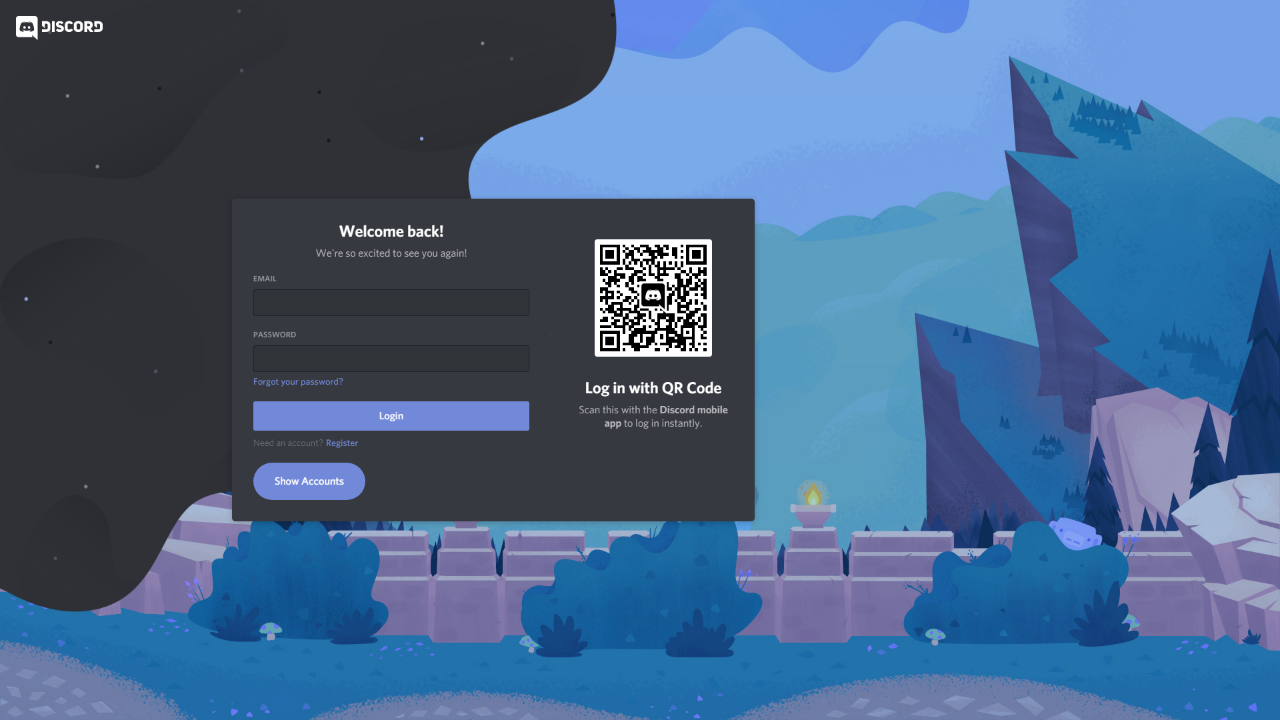 DISCORD
Welcome back!
We're so excited to see you again!
EMAIL
PASSWORD
Forgot your password?
Login
Need an account? Register
Show Accounts
Log in with QR Code
Scan this with the Discord mobile
app to log in instantly.